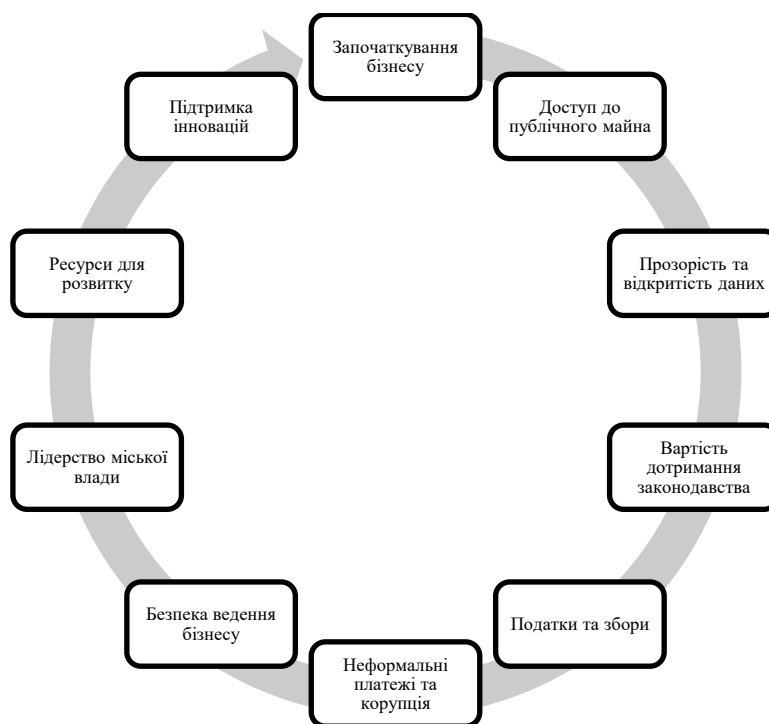 Започаткування
бізнесу
Доступ до
публічного майна
Прозорість та
відкритість даних
Вартість
дотримання
законодавства
Податки та збори
Неформальні
платежі та
корупція
Безпека ведення
бізнесу
Лідерство міської
влади
Ресурси для
розвитку
Підтримка
інновацій